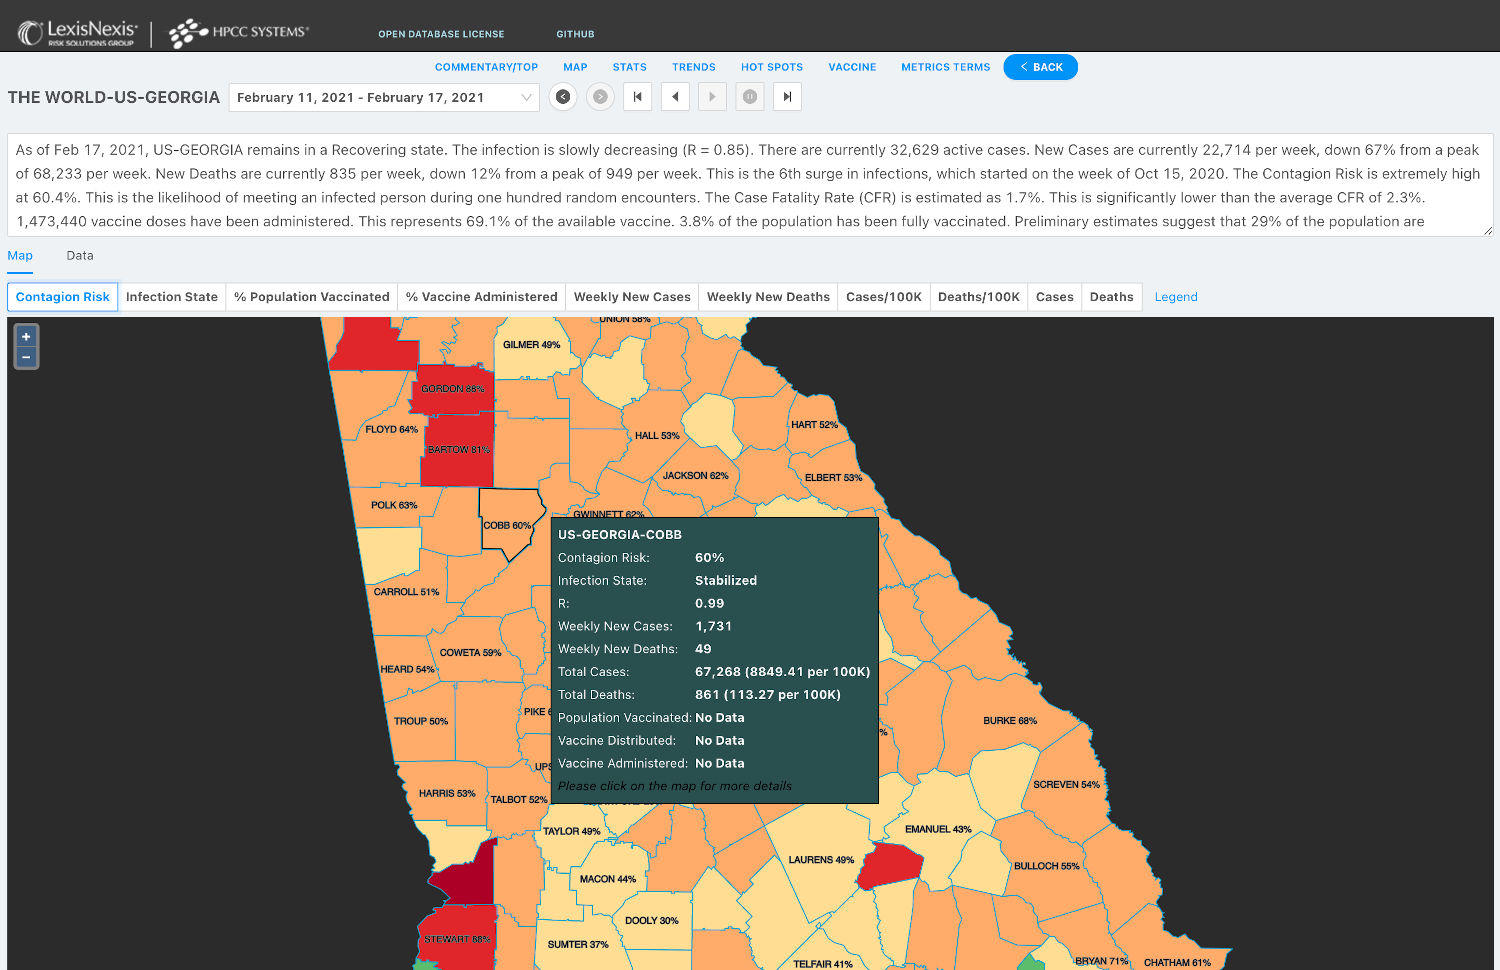 LexisNexis®
RISK SOLUTIONS GROUP
HPCC SYSTEMS®
OPEN DATABASE LICENSE
GITHUB
COMMENTARY/TOP
MAP
STATS
TRENDS
HOT SPOTS
VACCINE
METRICS TERMS
< BACK
THE WORLD-US-GEORGIA
February 11, 2021 - February 17, 2021
As of Feb 17, 2021, US-GEORGIA remains in a Recovering state. The infection is slowly decreasing (R = 0.85). There are currently 32,629 active cases. New Cases are currently 22,714 per week, down 67% from a peak
of 68,233 per week. New Deaths are currently 835 per week, down 12% from a peak of 949 per week. This is the 6th surge in infections, which started on the week of Oct 15, 2020. The Contagion Risk is extremely high
at 60.4%. This is the likelihood of meeting an infected person during one hundred random encounters. The Case Fatality Rate (CFR) is estimated as 1.7%. This is significantly lower than the average CFR of 2.3%.
1,473,440 vaccine doses have been administered. This represents 69.1% of the available vaccine. 3.8% of the population has been fully vaccinated. Preliminary estimates suggest that 29% of the population are
Map
Data
Contagion Risk
Infection State
% Population Vaccinated
% Vaccine Administered
Weekly New Cases
Weekly New Deaths
Cases/100K
Deaths/100K
Cases
Deaths
Legend
+
−
UNION 58%
GILMER 49%
GORDON 88%
FLOYD 64%
HALL 53%
HART 52%
BARTOW 81%
JACKSON 62%
ELBERT 53%
POLK 63%
GWINNETT 62%
COBB 60%
US-GEORGIA-COBB
Contagion Risk: 60%
Infection State: Stabilized
R: 0.99
Weekly New Cases: 1,731
Weekly New Deaths: 49
Total Cases: 67,268 (8849.41 per 100K)
Total Deaths: 861 (113.27 per 100K)
Population Vaccinated: No Data
Vaccine Distributed: No Data
Vaccine Administered: No Data
Please click on the map for more details
CARROLL 51%
COWETA 59%
HEARD 54%
PIKE
TROUP 50%
BURKE 68%
UPS
SCREVEN 54%
HARRIS 53%
TALBOT 52%
TAYLOR 49%
EMANUEL 43%
LAURENS 49%
BULLOCH 55%
MACON 44%
DOOLY 30%
STEWART 88%
SUMTER 37%
TELFAIR 41%
BRYAN 71%
CHATHAM 61%